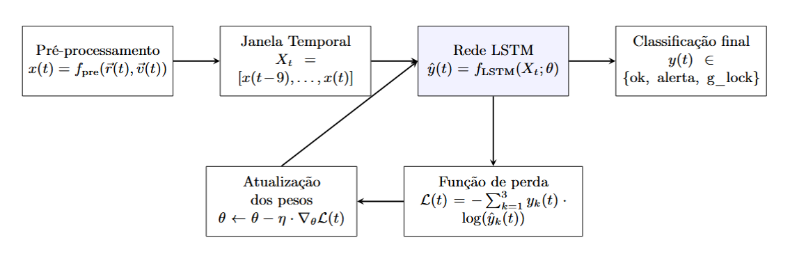 Pré-processamento
x(t) = f_pre(r⃗(t), v⃗(t))
Janela Temporal
X_t =
[x(t−9), …, x(t)]
Rede LSTM
ŷ(t) = f_LSTM(X_t; θ)
Classificação final
y(t) ∈
{ok, alerta, g_lock}
Atualização
dos pesos
θ ← θ − η · ∇_θ ℒ(t)
Função de perda
ℒ(t) = − ∑_{k=1}^{3} y_k(t) ·
log(ŷ_k(t))